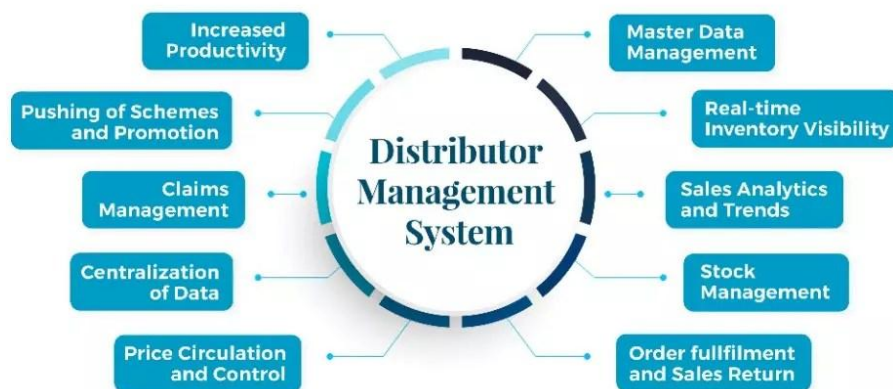 Increased
Productivity
Pushing of Schemes
and Promotion
Claims
Management
Centralization
of Data
Price Circulation
and Control
Distributor
Management
System
Master Data
Management
Real-time
Inventory Visibility
Sales Analytics
and Trends
Stock
Management
Order fullfilment
and Sales Return